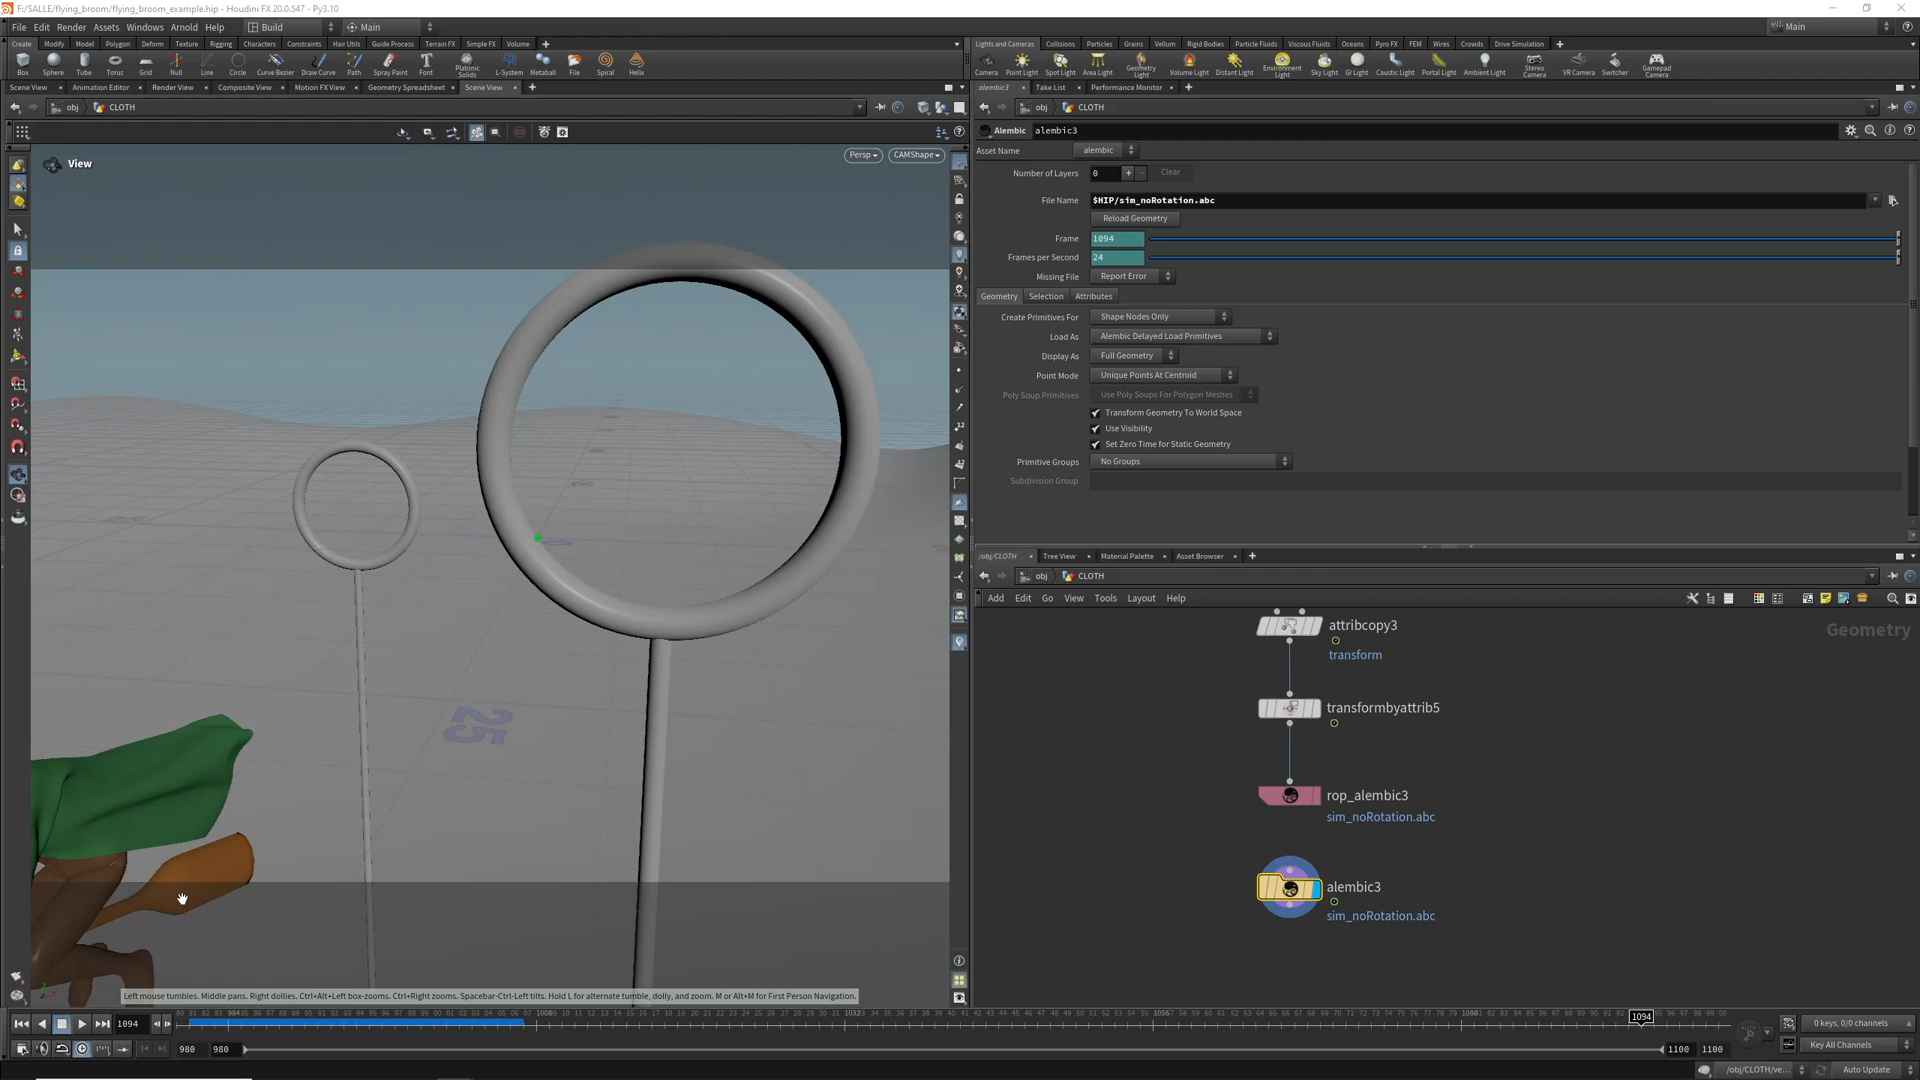 F:/SALLE/flying_broom/flying_broom_example.hip - Houdini FX 20.0.547 - Py3.10
File Edit Render Assets Windows Arnold Help Build Main Main
Create Modify Model Polygon Deform Texture Rigging Characters Constraints Hair Utils Guide Process Terrain FX Simple FX Volume
Box Sphere Tube Torus Grid Null Line Circle Curve Bezier Draw Curve Path Spray Paint Font Platonic Solids L-System Metaball File Spiral Helix
Lights and Cameras Collisions Particles Grains Vellum Rigid Bodies Particle Fluids Viscous Fluids Oceans Pyro FX FEM Wires Crowds Drive Simulation
Camera Point Light Spot Light Area Light Geometry Light Volume Light Distant Light Environment Light Sky Light GI Light Caustic Light Portal Light Ambient Light Stereo Camera VR Camera Switcher Gamepad Camera
Scene View Animation Editor Render View Composite View Motion FX View Geometry Spreadsheet Scene View
alembic3 Take List Performance Monitor
obj CLOTH
obj CLOTH
View
Persp CAMShape
Alembic alembic3
Asset Name alembic
Number of Layers 0 Clear
File Name $HIP/sim_noRotation.abc
Reload Geometry
Frame 1094
Frames per Second 24
Missing File Report Error
Geometry Selection Attributes
Create Primitives For Shape Nodes Only
Load As Alembic Delayed Load Primitives
Display As Full Geometry
Point Mode Unique Points At Centroid
Poly Soup Primitives Use Poly Soups For Polygon Meshes
Transform Geometry To World Space
Use Visibility
Set Zero Time for Static Geometry
Primitive Groups No Groups
Subdivision Group
/obj/CLOTH Tree View Material Palette Asset Browser
obj CLOTH
Add Edit Go View Tools Layout Help
Geometry
attribcopy3
transform
transformbyattrib5
rop_alembic3
sim_noRotation.abc
alembic3
sim_noRotation.abc
25
Left mouse tumbles. Middle pans. Right dollies. Ctrl+Alt+Left box-zooms. Ctrl+Right zooms. Spacebar-Ctrl-Left tilts. Hold L for alternate tumble, dolly, and zoom. M or Alt+M for First Person Navigation.
1094 984 1008 1032 1056 1080 1094
0 keys, 0/0 channels
980 980 1100 1100
Key All Channels
/obj/CLOTH/ve... Auto Update